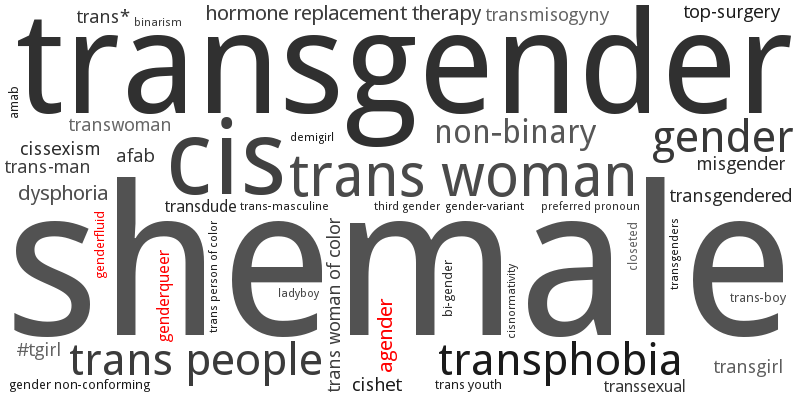 trans*
binarism
hormone replacement therapy
transmisogyny
top-surgery
transgender
amab
transwoman
cis
demigirl
non-binary
gender
cissexism
afab
trans-man
trans woman
misgender
dysphoria
transdude
trans-masculine
third gender
gender-variant
preferred pronoun
transgendered
shemale
genderfluid
genderqueer
trans person of color
ladyboy
trans woman of color
agender
bi-gender
cisnormativity
closeted
transgenders
trans-boy
#tgirl
trans people
transphobia
transgirl
gender non-conforming
cishet
trans youth
transsexual